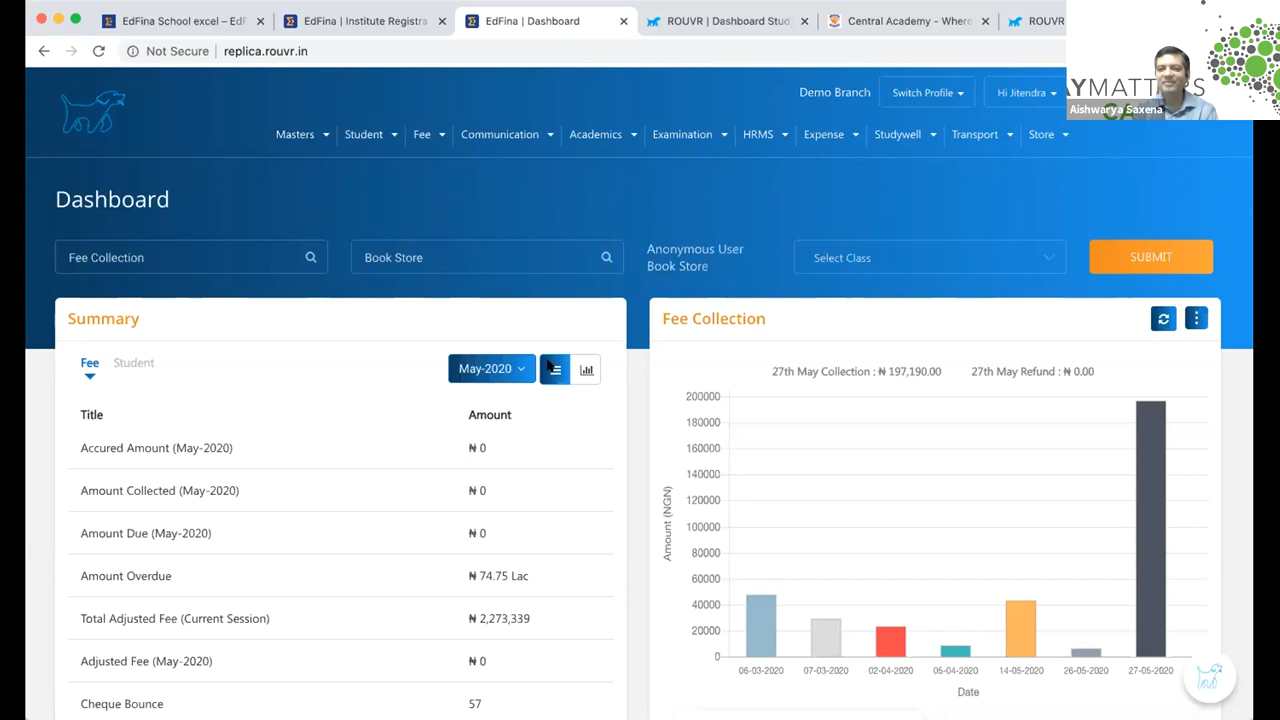 EdFina School excel – EdF
EdFina | Institute Registra
EdFina | Dashboard
ROUVR | Dashboard Stud
Central Academy - Where
ROUVR
Not Secure
replica.rouvr.in
AYMATTERS
CA
Aishwarya Saxena
Demo Branch
Switch Profile
Hi Jitendra
Masters
Student
Fee
Communication
Academics
Examination
HRMS
Expense
Studywell
Transport
Store
Dashboard
Fee Collection
Book Store
Anonymous User
Book Store
Select Class
SUBMIT
Summary
Fee Collection
Fee
Student
May-2020
27th May Collection : ₦ 197,190.00
27th May Refund : ₦ 0.00
Title
Amount
Accured Amount (May-2020)
₦ 0
Amount Collected (May-2020)
₦ 0
Amount Due (May-2020)
₦ 0
Amount Overdue
₦ 74.75 Lac
Total Adjusted Fee (Current Session)
₦ 2,273,339
Adjusted Fee (May-2020)
₦ 0
Cheque Bounce
57
Amount (NGN)
200000
180000
160000
140000
120000
100000
80000
60000
40000
20000
0
06-03-2020
07-03-2020
02-04-2020
05-04-2020
14-05-2020
26-05-2020
27-05-2020
Date